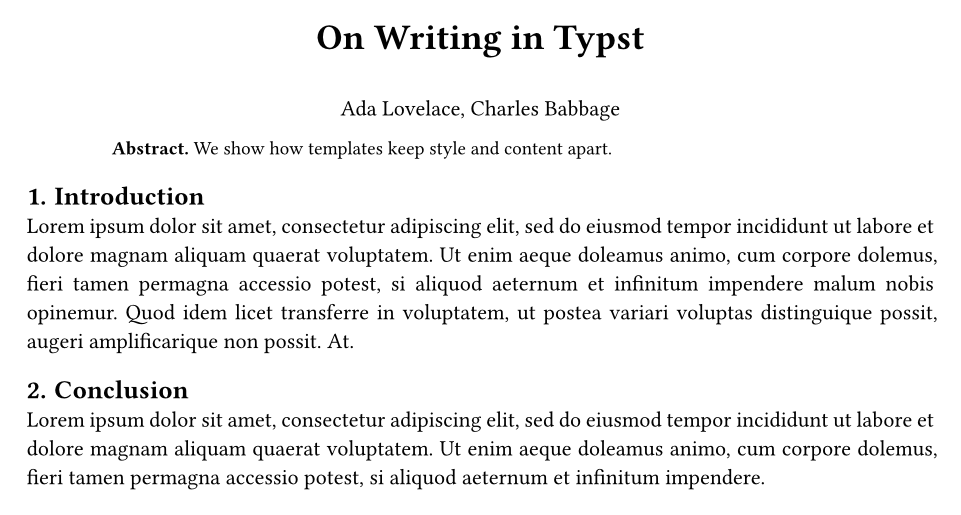 On Writing in Typst
Ada Lovelace, Charles Babbage
Abstract. We show how templates keep style and content apart.
1. Introduction
Lorem ipsum dolor sit amet, consectetur adipiscing elit, sed do eiusmod tempor incididunt ut labore et
dolore magnam aliquam quaerat voluptatem. Ut enim aeque doleamus animo, cum corpore dolemus,
fieri tamen permagna accessio potest, si aliquod aeternum et infinitum impendere malum nobis
opinemur. Quod idem licet transferre in voluptatem, ut postea variari voluptas distinguique possit,
augeri amplificarique non possit. At.
2. Conclusion
Lorem ipsum dolor sit amet, consectetur adipiscing elit, sed do eiusmod tempor incididunt ut labore et
dolore magnam aliquam quaerat voluptatem. Ut enim aeque doleamus animo, cum corpore dolemus,
fieri tamen permagna accessio potest, si aliquod aeternum et infinitum impendere.